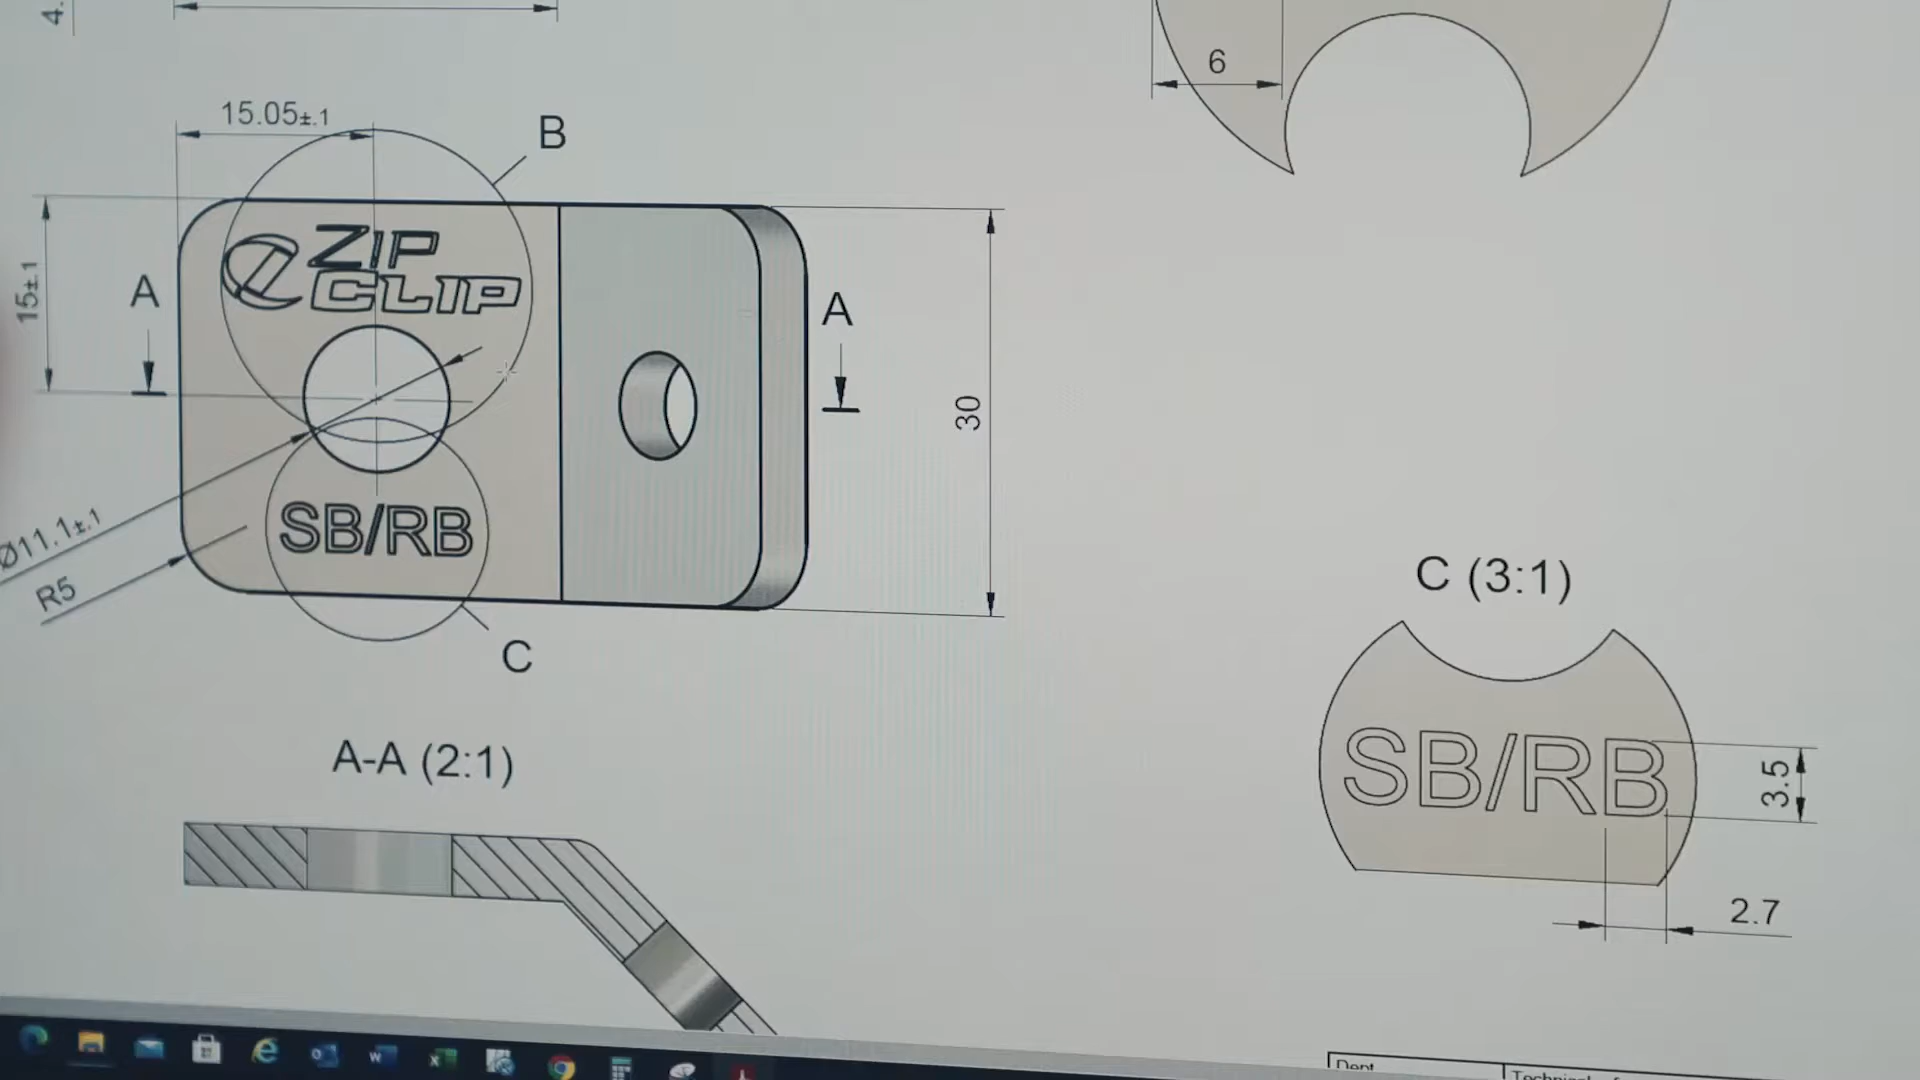 4.
6
15.05±.1
B
15±.1
A
ZIP
CLIP
A
30
SB/RB
Ø11.1±.1
R5
C
C (3:1)
SB/RB
3.5
2.7
A-A (2:1)
Dept